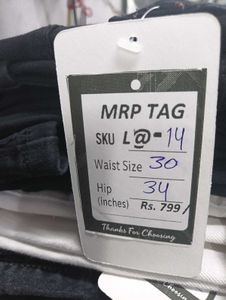 MRP TAG
SKU L@-14
Waist Size 30
Hip 34
(inches) Rs. 799/
Thanks For Choosing